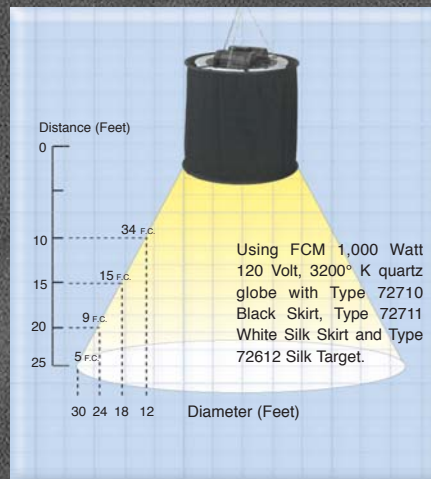 Distance (Feet)
0
34 F.C.
10
15 F.C.
15
9 F.C.
20
5 F.C.
25
30 24 18 12 Diameter (Feet)
Using FCM 1,000 Watt
120 Volt, 3200° K quartz
globe with Type 72710
Black Skirt, Type 72711
White Silk Skirt and Type
72612 Silk Target.